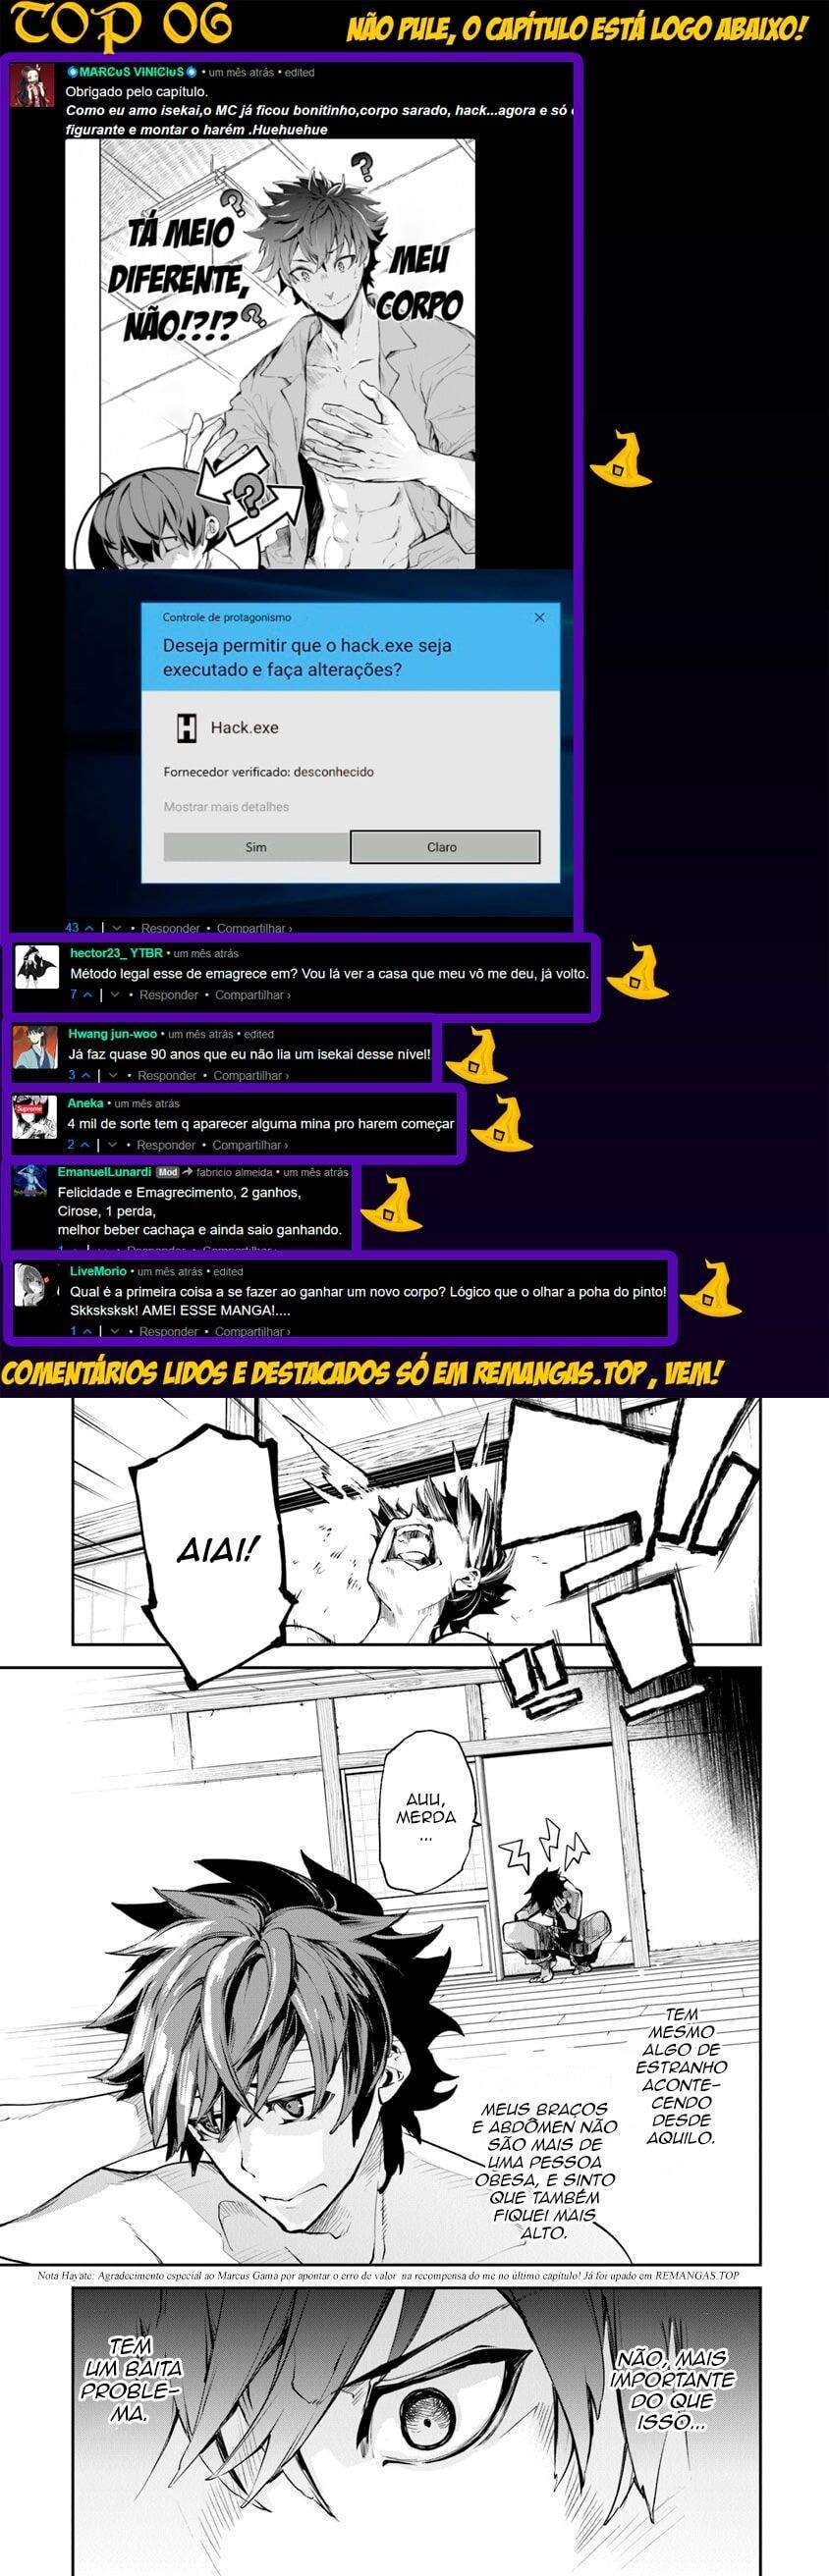 TOP 06
NÃO PULE, O CAPÍTULO ESTÁ LOGO ABAIXO!
MARCuS VINICIuS • um mês atrás • edited
Obrigado pelo capítulo.
Como eu amo isekai,o MC já ficou bonitinho,corpo sarado, hack...agora e só
figurante e montar o harém .Huehuehue
?
?
TÁ MEIO
DIFERENTE,
NÃO!?!?
?
MEU
CORPO
?
Controle de protagonismo
Deseja permitir que o hack.exe seja
executado e faça alterações?
H Hack.exe
Fornecedor verificado: desconhecido
Mostrar mais detalhes
Sim
Claro
43 | • Responder • Compartilhar ›
hector23_ YTBR • um mês atrás
Método legal esse de emagrece em? Vou lá ver a casa que meu vô me deu, já volto.
7 | • Responder • Compartilhar ›
Hwang jun-woo • um mês atrás • edited
Já faz quase 90 anos que eu não lia um isekai desse nível!
3 | • Responder • Compartilhar ›
Supreme
Aneka • um mês atrás
4 mil de sorte tem q aparecer alguma mina pro harem começar
2 | • Responder • Compartilhar ›
EmanuelLunardi Mod fabricio almeida • um mês atrás
Felicidade e Emagrecimento, 2 ganhos,
Cirose, 1 perda,
melhor beber cachaça e ainda saio ganhando.
1 | • Responder • Compartilhar ›
LiveMorio • um mês atrás • edited
Qual é a primeira coisa a se fazer ao ganhar um novo corpo? Lógico que o olhar a poha do pinto!
Skksksksk! AMEI ESSE MANGA!....
1 | • Responder • Compartilhar ›
COMENTÁRIOS LIDOS E DESTACADOS SÓ EM REMANGAS.TOP , VEM!
AIAI!
AUU,
MERDA
...
TEM
MESMO
ALGO DE
ESTRANHO
ACONTE-
CENDO
DESDE
AQUILO.
MEUS BRAÇOS
E ABDÔMEN NÃO
SÃO MAIS DE
UMA PESSOA
OBESA, E SINTO
QUE TAMBÉM
FIQUEI MAIS
ALTO.
Nota Hayate: Agradecimento especial ao Marcus Gama por apontar o erro de valor na recompensa do mc no último capítulo! Já foi upado em REMANGAS.TOP
NÃO, MAIS
IMPORTANTE
DO QUE
ISSO...
TEM
UM BAITA
PROBLE-
MA.